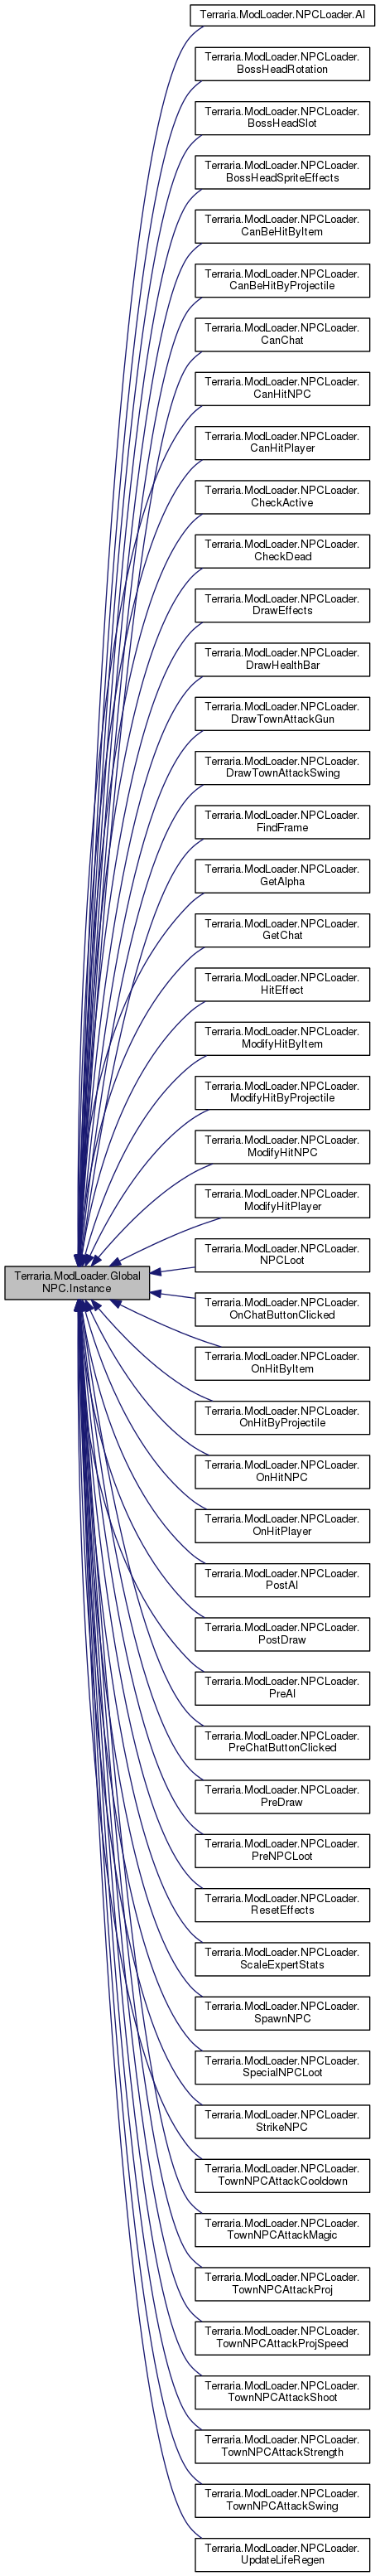 Terraria.ModLoader.NPCLoader.AI
Terraria.ModLoader.NPCLoader.
BossHeadRotation
Terraria.ModLoader.NPCLoader.
BossHeadSlot
Terraria.ModLoader.NPCLoader.
BossHeadSpriteEffects
Terraria.ModLoader.NPCLoader.
CanBeHitByItem
Terraria.ModLoader.NPCLoader.
CanBeHitByProjectile
Terraria.ModLoader.NPCLoader.
CanChat
Terraria.ModLoader.NPCLoader.
CanHitNPC
Terraria.ModLoader.NPCLoader.
CanHitPlayer
Terraria.ModLoader.NPCLoader.
CheckActive
Terraria.ModLoader.NPCLoader.
CheckDead
Terraria.ModLoader.NPCLoader.
DrawEffects
Terraria.ModLoader.NPCLoader.
DrawHealthBar
Terraria.ModLoader.NPCLoader.
DrawTownAttackGun
Terraria.ModLoader.NPCLoader.
DrawTownAttackSwing
Terraria.ModLoader.NPCLoader.
FindFrame
Terraria.ModLoader.NPCLoader.
GetAlpha
Terraria.ModLoader.NPCLoader.
GetChat
Terraria.ModLoader.NPCLoader.
HitEffect
Terraria.ModLoader.NPCLoader.
ModifyHitByItem
Terraria.ModLoader.NPCLoader.
ModifyHitByProjectile
Terraria.ModLoader.NPCLoader.
ModifyHitNPC
Terraria.ModLoader.NPCLoader.
ModifyHitPlayer
Terraria.ModLoader.NPCLoader.
NPCLoot
Terraria.ModLoader.Global
NPC.Instance
Terraria.ModLoader.NPCLoader.
OnChatButtonClicked
Terraria.ModLoader.NPCLoader.
OnHitByItem
Terraria.ModLoader.NPCLoader.
OnHitByProjectile
Terraria.ModLoader.NPCLoader.
OnHitNPC
Terraria.ModLoader.NPCLoader.
OnHitPlayer
Terraria.ModLoader.NPCLoader.
PostAI
Terraria.ModLoader.NPCLoader.
PostDraw
Terraria.ModLoader.NPCLoader.
PreAI
Terraria.ModLoader.NPCLoader.
PreChatButtonClicked
Terraria.ModLoader.NPCLoader.
PreDraw
Terraria.ModLoader.NPCLoader.
PreNPCLoot
Terraria.ModLoader.NPCLoader.
ResetEffects
Terraria.ModLoader.NPCLoader.
ScaleExpertStats
Terraria.ModLoader.NPCLoader.
SpawnNPC
Terraria.ModLoader.NPCLoader.
SpecialNPCLoot
Terraria.ModLoader.NPCLoader.
StrikeNPC
Terraria.ModLoader.NPCLoader.
TownNPCAttackCooldown
Terraria.ModLoader.NPCLoader.
TownNPCAttackMagic
Terraria.ModLoader.NPCLoader.
TownNPCAttackProj
Terraria.ModLoader.NPCLoader.
TownNPCAttackProjSpeed
Terraria.ModLoader.NPCLoader.
TownNPCAttackShoot
Terraria.ModLoader.NPCLoader.
TownNPCAttackStrength
Terraria.ModLoader.NPCLoader.
TownNPCAttackSwing
Terraria.ModLoader.NPCLoader.
UpdateLifeRegen